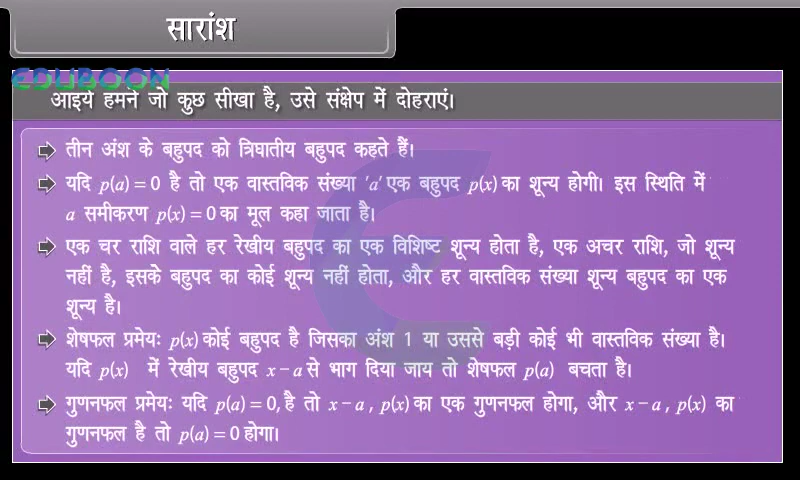 सारांश
EDUBOON
आइये हमने जो कुछ सीखा है, उसे संक्षेप में दोहराएं।
तीन अंश के बहुपद को त्रिघातीय बहुपद कहते हैं।
यदि p(a) = 0 है तो एक वास्तविक संख्या 'a' एक बहुपद p(x) का शून्य होगी। इस स्थिति में
a समीकरण p(x) = 0 का मूल कहा जाता है।
एक चर राशि वाले हर रेखीय बहुपद का एक विशिष्ट शून्य होता है, एक अचर राशि, जो शून्य
नहीं है, इसके बहुपद का कोई शून्य नहीं होता, और हर वास्तविक संख्या शून्य बहुपद का एक
शून्य है।
शेषफल प्रमेयः p(x) कोई बहुपद है जिसका अंश 1 या उससे बड़ी कोई भी वास्तविक संख्या है।
यदि p(x) में रेखीय बहुपद x – a से भाग दिया जाय तो शेषफल p(a) बचता है।
गुणनफल प्रमेयः यदि p(a) = 0, है तो x – a , p(x) का एक गुणनफल होगा, और x – a , p(x) का
गुणनफल है तो p(a) = 0 होगा।